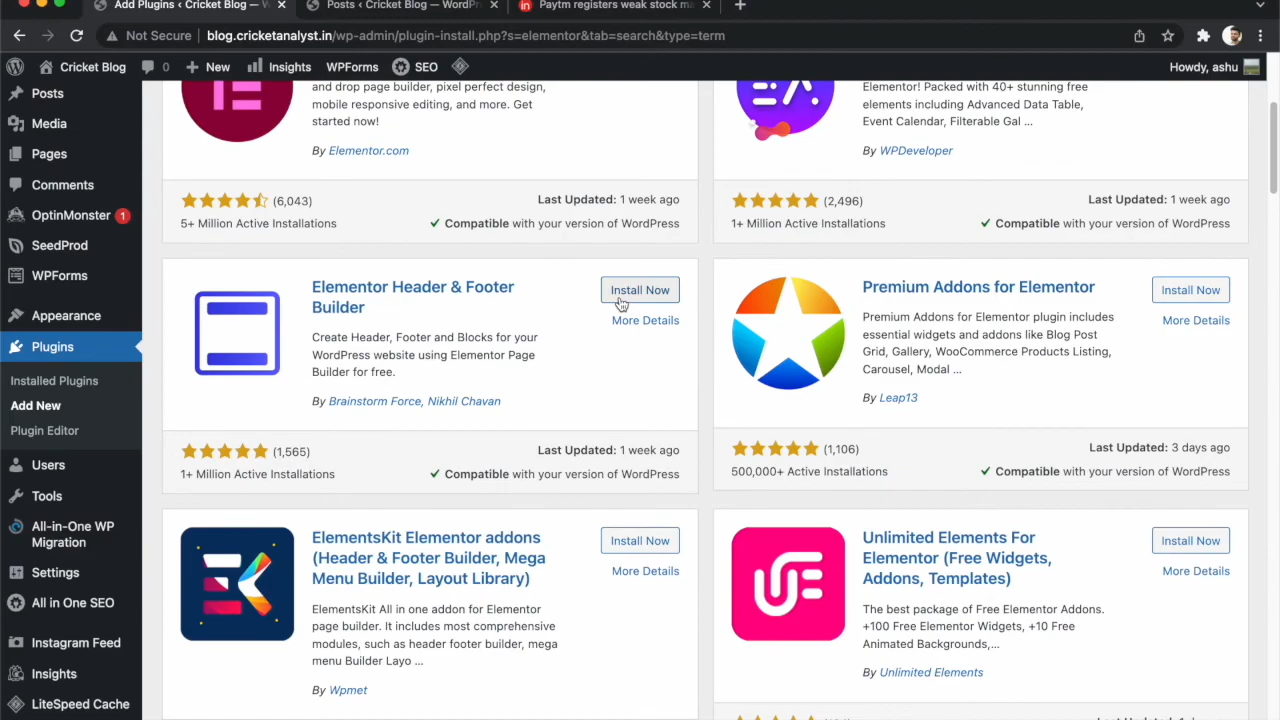 Add Plugins ‹ Cricket Blog — W
Posts ‹ Cricket Blog — WordPr
Paytm registers weak stock ma
Not Secure
blog.cricketanalyst.in/wp-admin/plugin-install.php?s=elementor&tab=search&type=term
Cricket Blog
0
New
Insights
WPForms
SEO
Howdy, ashu
Posts
Media
Pages
Comments
OptinMonster 1
SeedProd
WPForms
Appearance
Plugins
Installed Plugins
Add New
Plugin Editor
Users
Tools
All-in-One WP
Migration
Settings
All in One SEO
Instagram Feed
Insights
LiteSpeed Cache
and drop page builder, pixel perfect design,
mobile responsive editing, and more. Get
started now!
By Elementor.com
(6,043)
Last Updated: 1 week ago
5+ Million Active Installations
Compatible with your version of WordPress
Elementor! Packed with 40+ stunning free
elements including Advanced Data Table,
Event Calendar, Filterable Gal ...
By WPDeveloper
(2,496)
Last Updated: 1 week ago
1+ Million Active Installations
Compatible with your version of WordPress
Elementor Header & Footer
Builder
Install Now
More Details
Create Header, Footer and Blocks for your
WordPress website using Elementor Page
Builder for free.
By Brainstorm Force, Nikhil Chavan
(1,565)
Last Updated: 1 week ago
1+ Million Active Installations
Compatible with your version of WordPress
Premium Addons for Elementor
Install Now
More Details
Premium Addons for Elementor plugin includes
essential widgets and addons like Blog Post
Grid, Gallery, WooCommerce Products Listing,
Carousel, Modal ...
By Leap13
(1,106)
Last Updated: 3 days ago
500,000+ Active Installations
Compatible with your version of WordPress
ElementsKit Elementor addons
(Header & Footer Builder, Mega
Menu Builder, Layout Library)
Install Now
More Details
ElementsKit All in one addon for Elementor
page builder. It includes most comprehensive
modules, such as header footer builder, mega
menu Builder Layo ...
By Wpmet
Unlimited Elements For
Elementor (Free Widgets,
Addons, Templates)
Install Now
More Details
The best package of Free Elementor Addons.
+100 Free Elementor Widgets, +10 Free
Animated Backgrounds,...
By Unlimited Elements